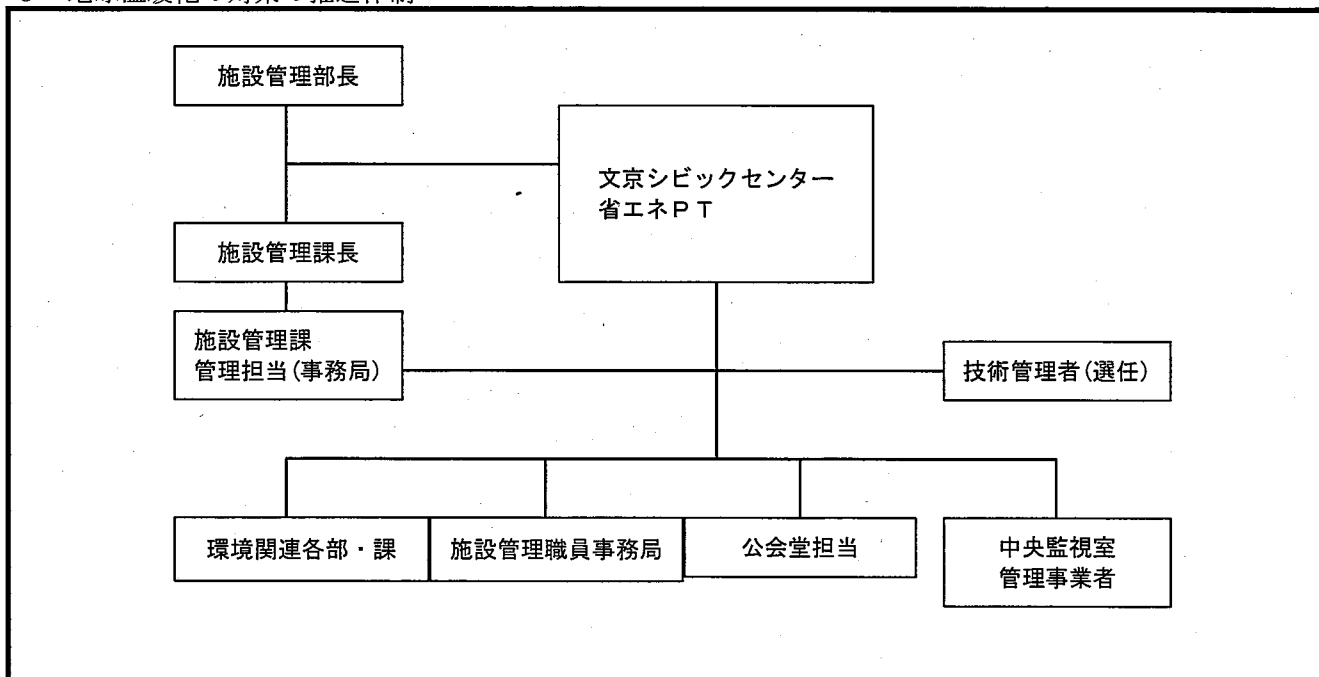 施設管理部長
文京シビックセンター
省エネPT
施設管理課長
施設管理課
管理担当(事務局)
技術管理者(選任)
環境関連各部・課
施設管理職員事務局
公会堂担当
中央監視室
管理事業者